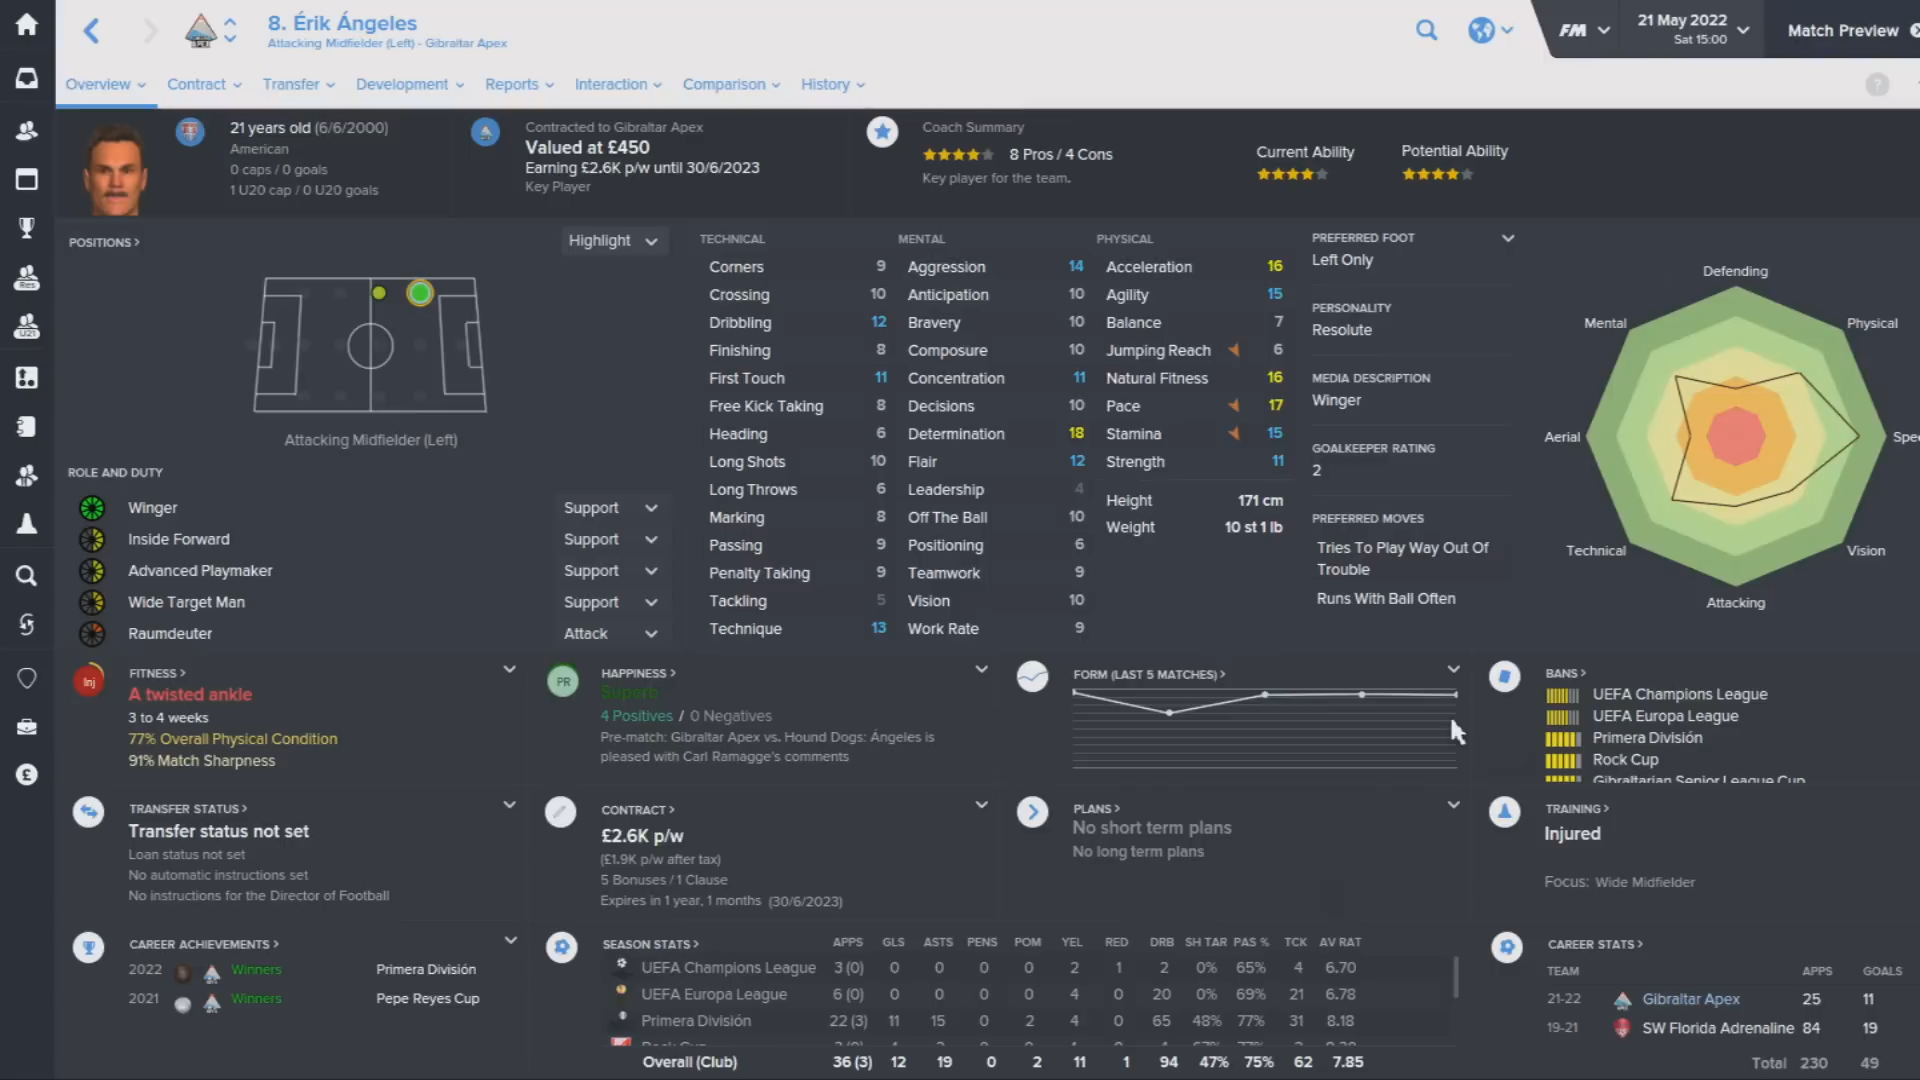 8. Érik Ángeles
Attacking Midfielder (Left) - Gibraltar Apex
FM
21 May 2022
Sat 15:00
Match Preview
Overview
Contract
Transfer
Development
Reports
Interaction
Comparison
History
?
21 years old (6/6/2000)
American
0 caps / 0 goals
1 U20 cap / 0 U20 goals
Contracted to Gibraltar Apex
Valued at £450
Earning £2.6K p/w until 30/6/2023
Key Player
Coach Summary
8 Pros / 4 Cons
Key player for the team.
Current Ability
Potential Ability
Res
U21
POSITIONS >
Highlight
Attacking Midfielder (Left)
ROLE AND DUTY
Winger Support
Inside Forward Support
Advanced Playmaker Support
Wide Target Man Support
Raumdeuter Attack
TECHNICAL
Corners 9
Crossing 10
Dribbling 12
Finishing 8
First Touch 11
Free Kick Taking 8
Heading 6
Long Shots 10
Long Throws 6
Marking 8
Passing 9
Penalty Taking 9
Tackling 5
Technique 13
MENTAL
Aggression 14
Anticipation 10
Bravery 10
Composure 10
Concentration 11
Decisions 10
Determination 18
Flair 12
Leadership 4
Off The Ball 10
Positioning 6
Teamwork 9
Vision 10
Work Rate 9
PHYSICAL
Acceleration 16
Agility 15
Balance 7
Jumping Reach 6
Natural Fitness 16
Pace 17
Stamina 15
Strength 11
Height 171 cm
Weight 10 st 1 lb
PREFERRED FOOT
Left Only
PERSONALITY
Resolute
MEDIA DESCRIPTION
Winger
GOALKEEPER RATING
2
PREFERRED MOVES
Tries To Play Way Out Of
Trouble
Runs With Ball Often
Defending
Physical
Spee
Vision
Attacking
Technical
Aerial
Mental
Inj
FITNESS >
A twisted ankle
3 to 4 weeks
77% Overall Physical Condition
91% Match Sharpness
PR
HAPPINESS >
Superb
4 Positives / 0 Negatives
Pre-match: Gibraltar Apex vs. Hound Dogs: Ángeles is
pleased with Carl Ramagge's comments
FORM (LAST 5 MATCHES) >
BANS >
UEFA Champions League
UEFA Europa League
Primera División
Rock Cup
Gibraltarian Senior League Cup
TRANSFER STATUS >
Transfer status not set
Loan status not set
No automatic instructions set
No instructions for the Director of Football
CONTRACT >
£2.6K p/w
(£1.9K p/w after tax)
5 Bonuses / 1 Clause
Expires in 1 year, 1 months (30/6/2023)
PLANS >
No short term plans
No long term plans
TRAINING >
Injured
Focus: Wide Midfielder
CAREER ACHIEVEMENTS >
2022 Winners Primera División
2021 Winners Pepe Reyes Cup
SEASON STATS > APPS GLS ASTS PENS POM YEL RED DRB SH TAR PAS % TCK AV RAT
UEFA Champions League 3 (0) 0 0 0 0 2 1 2 0% 65% 4 6.70
UEFA Europa League 6 (0) 0 0 0 0 4 0 20 0% 69% 21 6.78
Primera División 22 (3) 11 15 0 2 4 0 65 48% 77% 31 8.18
Overall (Club) 36 (3) 12 19 0 2 11 1 94 47% 75% 62 7.85
CAREER STATS >
TEAM APPS GOALS
21-22 Gibraltar Apex 25 11
19-21 SW Florida Adrenaline 84 19
Total 230 49